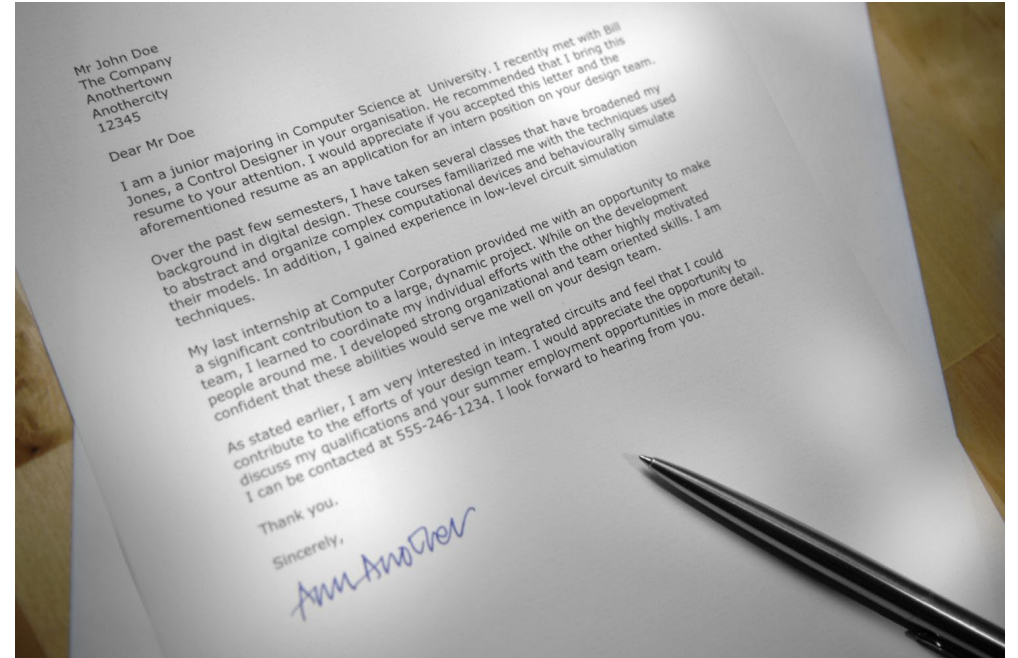 Mr John Doe
The Company
Anothertown
Anothercity
12345
Dear Mr Doe
I am a junior majoring in Computer Science at University. I recently met with Bill
Jones, a Control Designer in your organisation. He recommended that I bring this
resume to your attention. I would appreciate if you accepted this letter and the
aforementioned resume as an application for an intern position on your design team.
Over the past few semesters, I have taken several classes that have broadened my
background in digital design. These courses familiarized me with the techniques used
to abstract and organize complex computational devices and behaviourally simulate
their models. In addition, I gained experience in low-level circuit simulation
techniques.
My last internship at Computer Corporation provided me with an opportunity to make
a significant contribution to a large, dynamic project. While on the development
team, I learned to coordinate my individual efforts with the other highly motivated
people around me. I developed strong organizational and team oriented skills. I am
confident that these abilities would serve me well on your design team.
As stated earlier, I am very interested in integrated circuits and feel that I could
contribute to the efforts of your design team. I would appreciate the opportunity to
discuss my qualifications and your summer employment opportunities in more detail.
I can be contacted at 555-246-1234. I look forward to hearing from you.
Thank you.
Sincerely,
Ann Another